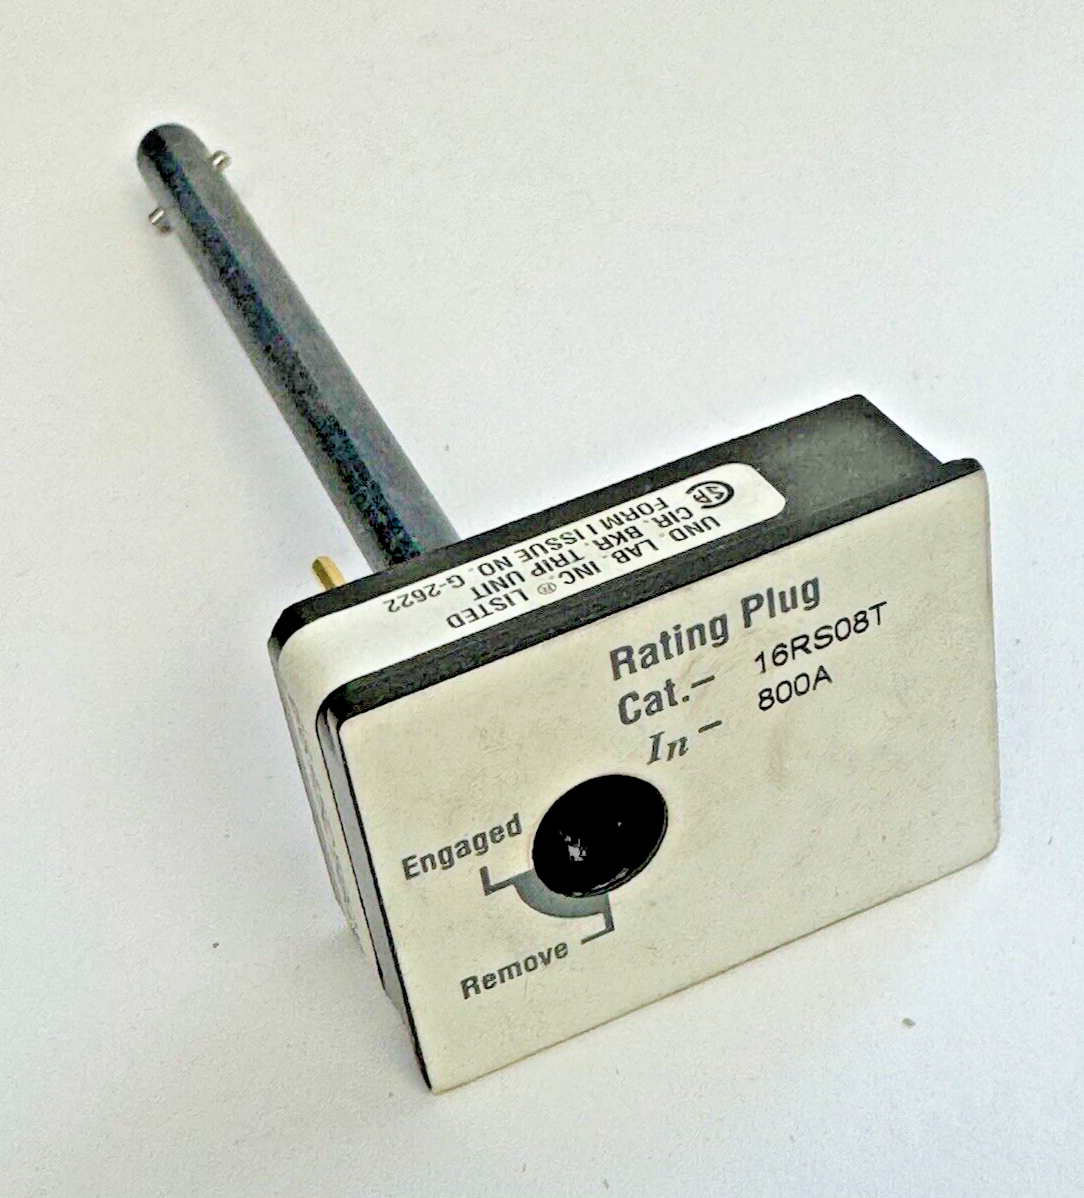 UND. LAB. INC.® LISTED
CIR. BKR. TRIP UNIT
FORM I ISSUE NO. G-2622
Rating Plug
Cat.– 16RS08T
In – 800A
Engaged
Remove